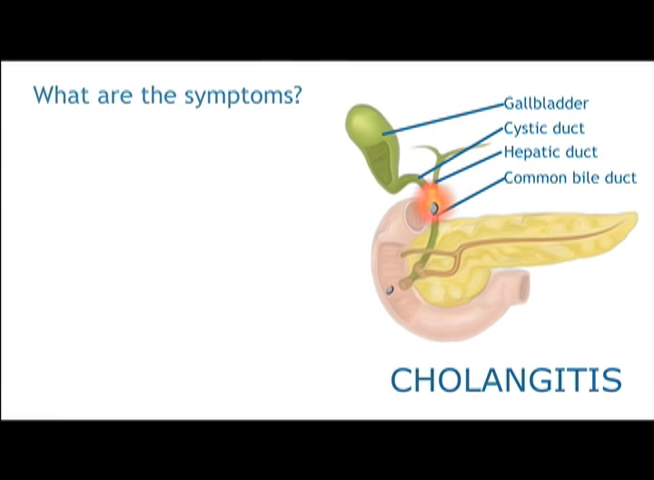 What are the symptoms?
Gallbladder
Cystic duct
Hepatic duct
Common bile duct
CHOLANGITIS